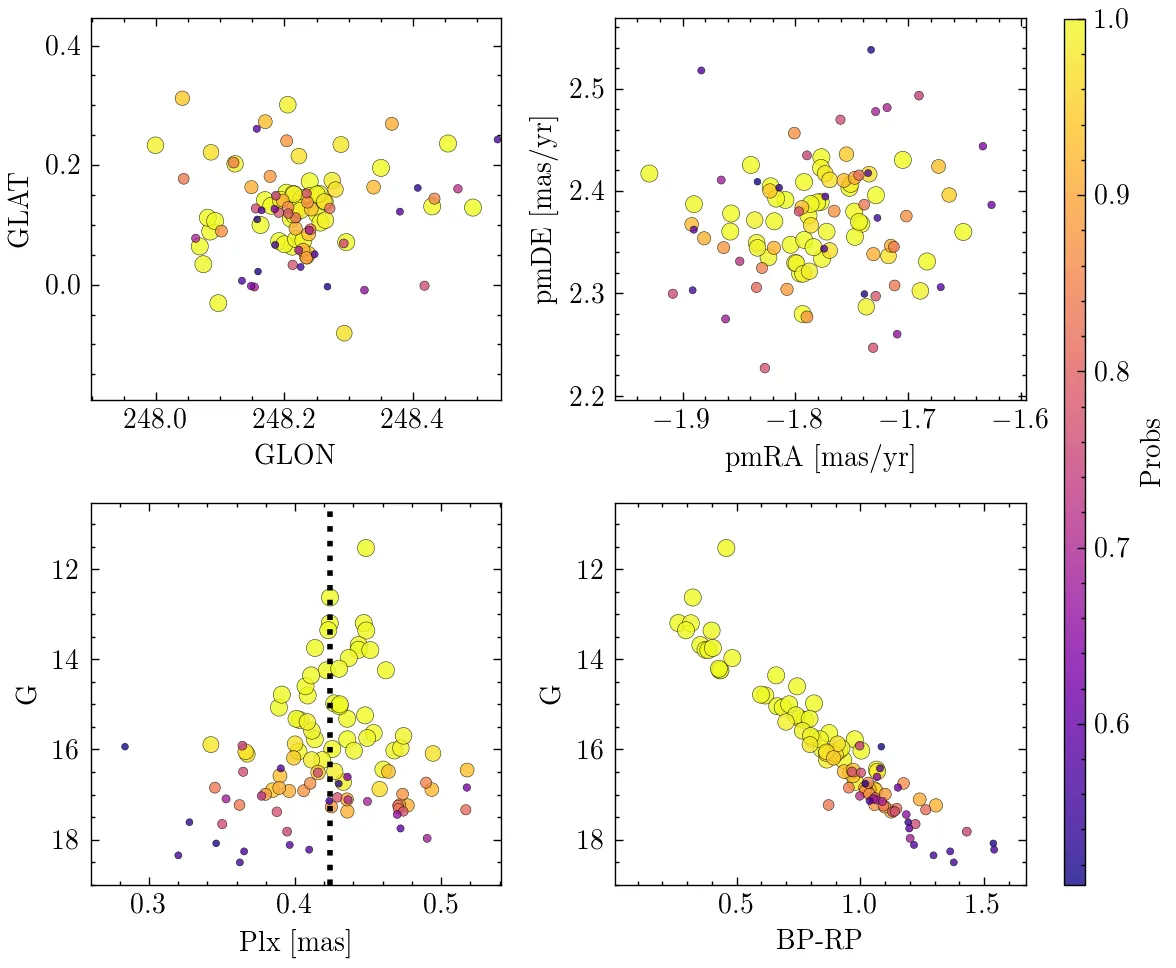 0.4
0.2
0.0
GLAT
248.0 248.2 248.4
GLON
2.5
2.4
2.3
2.2
pmDE [mas/yr]
−1.9 −1.8 −1.7 −1.6
pmRA [mas/yr]
1.0
0.9
0.8
0.7
0.6
Probs
12
14
16
18
G
0.3 0.4 0.5
Plx [mas]
12
14
16
18
G
0.5 1.0 1.5
BP-RP